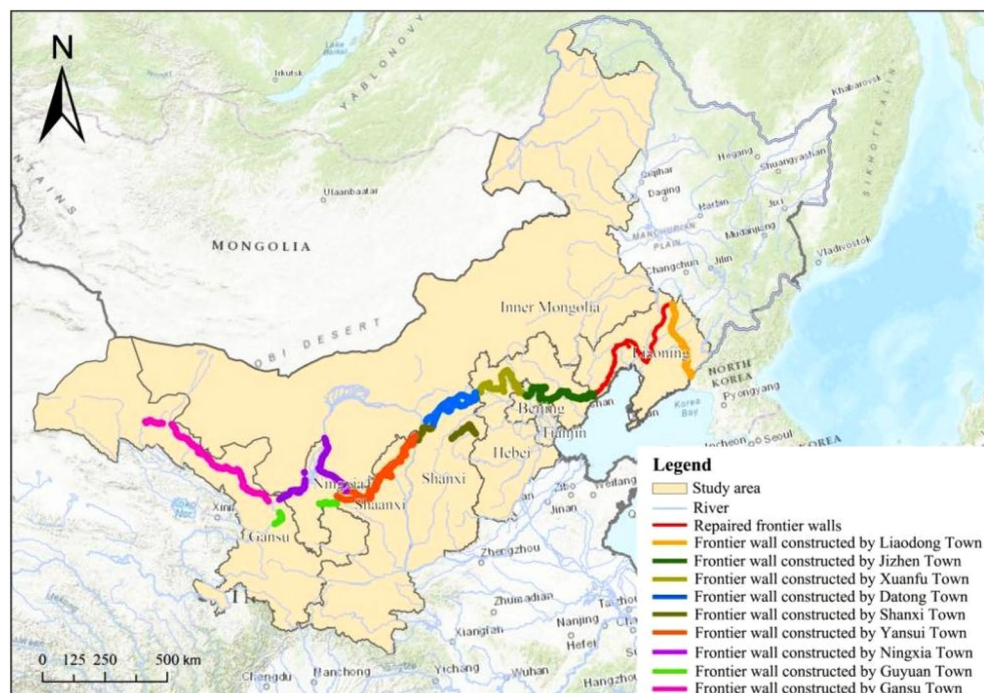 N
Lake
Irkutsk
YABLONOVY
Khabarovsk
Hegang
Shuangyashan
SIKHOTE-ALIN
Qiqihar
Daqing
Harbin
Jixi
NTAINS
Ulaanbaatar
MANCHURIAN
PLAIN
Mudanjiang
MONGOLIA
Changchun
Jilin
Vladivostok
Inner Mongolia
OBI DESERT
Liaoning
NORTH
KOREA
Beijing
shan
Korea
Bay
Pyongyang
Tianjin
Incheon
Seoul
Hebei
Shanxi
Ningxia
Shaanxi
Zibo
Weifang
Jinan
Gansu
Zhengzhou
Zhumadian
Xiangfan
Nanjing
Hefei
Nanchong
Chengdu
Yichang
Wuhan
Hangzhou
0 125 250 500 km
Legend
Study area
River
Repaired frontier walls
Frontier wall constructed by Liaodong Town
Frontier wall constructed by Jizhen Town
Frontier wall constructed by Xuanfu Town
Frontier wall constructed by Datong Town
Frontier wall constructed by Shanxi Town
Frontier wall constructed by Yansui Town
Frontier wall constructed by Ningxia Town
Frontier wall constructed by Guyuan Town
Frontier wall constructed by Gansu Town